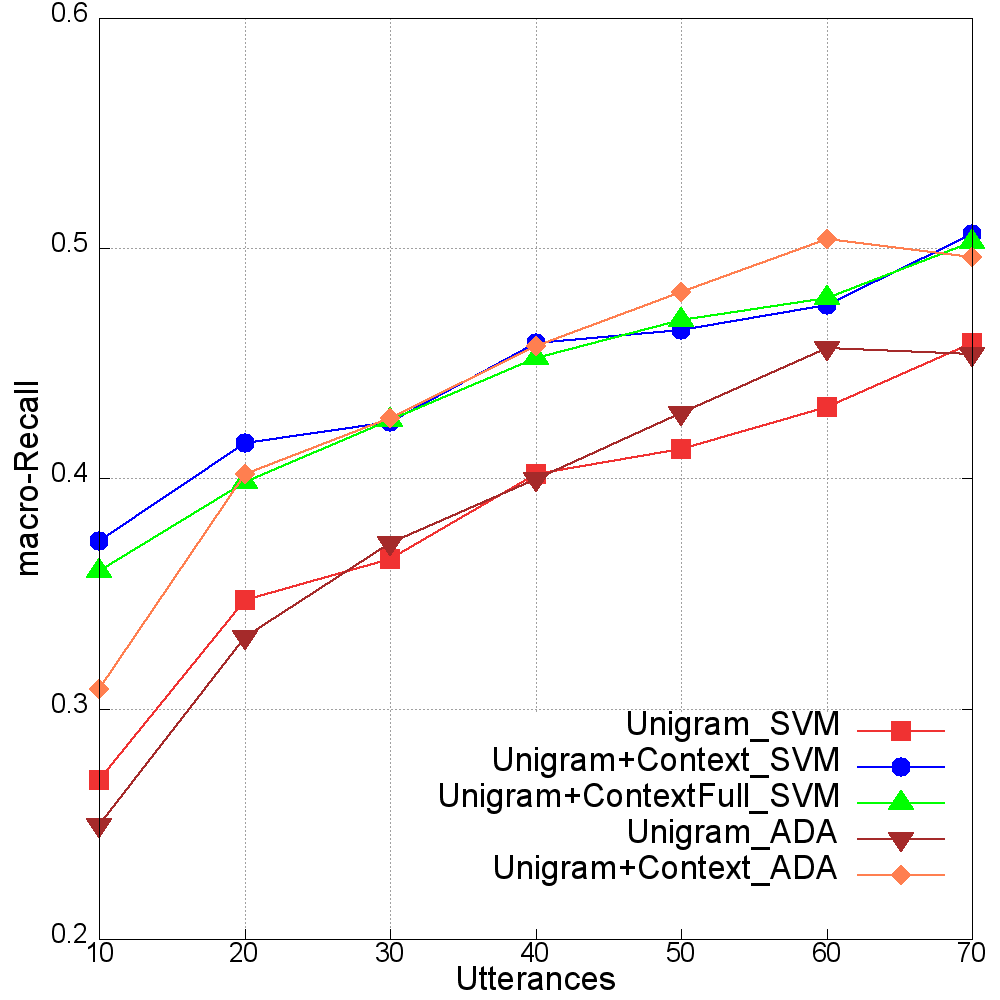 0.6
0.5
0.4
0.3
0.2
macro-Recall
Unigram_SVM
Unigram+Context_SVM
Unigram+ContextFull_SVM
Unigram_ADA
Unigram+Context_ADA
10 20 30 40 50 60 70
Utterances